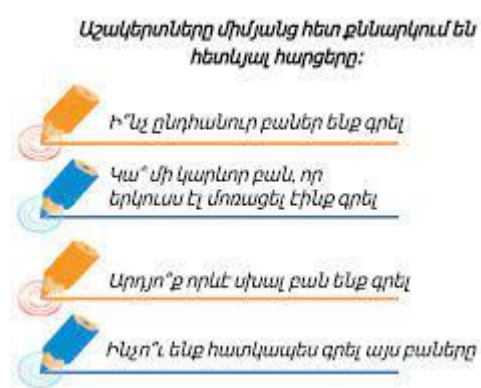 Աշակերտները միմյանց հետ քննարկում են
հետևյալ հարցերը:
Ի՞նչ ընդհանուր բաներ ենք գրել
Կա՞ մի կարևոր բան, որ
երկուսս էլ մոռացել էինք գրել
Արդյո՞ք որևէ սխալ բան ենք գրել
Ինչո՞ւ ենք հատկապես գրել այս բաները